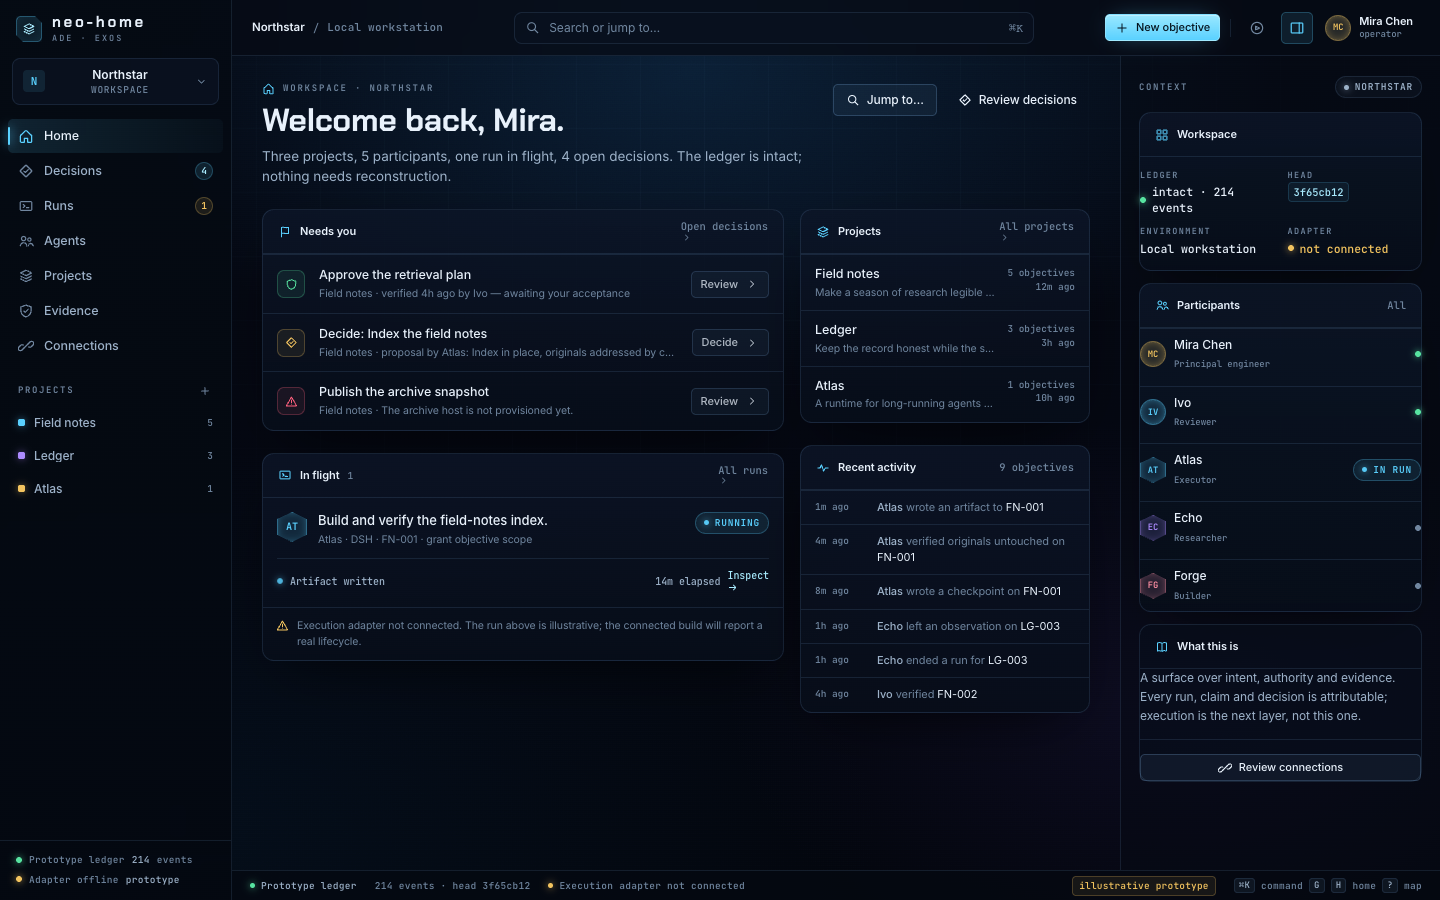 neo-home
ADE · EXOS
N
Northstar
WORKSPACE
Home
Decisions
4
Runs
1
Agents
Projects
Evidence
Connections
PROJECTS
+
Field notes
5
Ledger
3
Atlas
1
Prototype ledger 214 events
Adapter offline prototype
Northstar / Local workstation
Search or jump to...
⌘K
+ New objective
MC
Mira Chen
operator
WORKSPACE · NORTHSTAR
Welcome back, Mira.
Three projects, 5 participants, one run in flight, 4 open decisions. The ledger is intact;
nothing needs reconstruction.
Jump to...
Review decisions
Needs you
Open decisions
Approve the retrieval plan
Field notes · verified 4h ago by Ivo — awaiting your acceptance
Review
Decide: Index the field notes
Field notes · proposal by Atlas: Index in place, originals addressed by c...
Decide
Publish the archive snapshot
Field notes · The archive host is not provisioned yet.
Review
In flight 1
All runs
AT
Build and verify the field-notes index.
Atlas · DSH · FN-001 · grant objective scope
RUNNING
Artifact written
14m elapsed
Inspect
→
Execution adapter not connected. The run above is illustrative; the connected build will report a
real lifecycle.
Projects
All projects
Field notes
5 objectives
Make a season of research legible ...
12m ago
Ledger
3 objectives
Keep the record honest while the s...
3h ago
Atlas
1 objectives
A runtime for long-running agents ...
10h ago
Recent activity
9 objectives
1m ago
Atlas wrote an artifact to FN-001
4m ago
Atlas verified originals untouched on
FN-001
8m ago
Atlas wrote a checkpoint on FN-001
1h ago
Echo left an observation on LG-003
1h ago
Echo ended a run for LG-003
4h ago
Ivo verified FN-002
CONTEXT
NORTHSTAR
Workspace
LEDGER
HEAD
intact · 214
events
3f65cb12
ENVIRONMENT
ADAPTER
Local workstation
not connected
Participants
All
MC
Mira Chen
Principal engineer
IV
Ivo
Reviewer
AT
Atlas
Executor
IN RUN
EC
Echo
Researcher
FG
Forge
Builder
What this is
A surface over intent, authority and evidence.
Every run, claim and decision is attributable;
execution is the next layer, not this one.
Review connections
Prototype ledger
214 events · head 3f65cb12
Execution adapter not connected
illustrative prototype
⌘K command G H home ? map